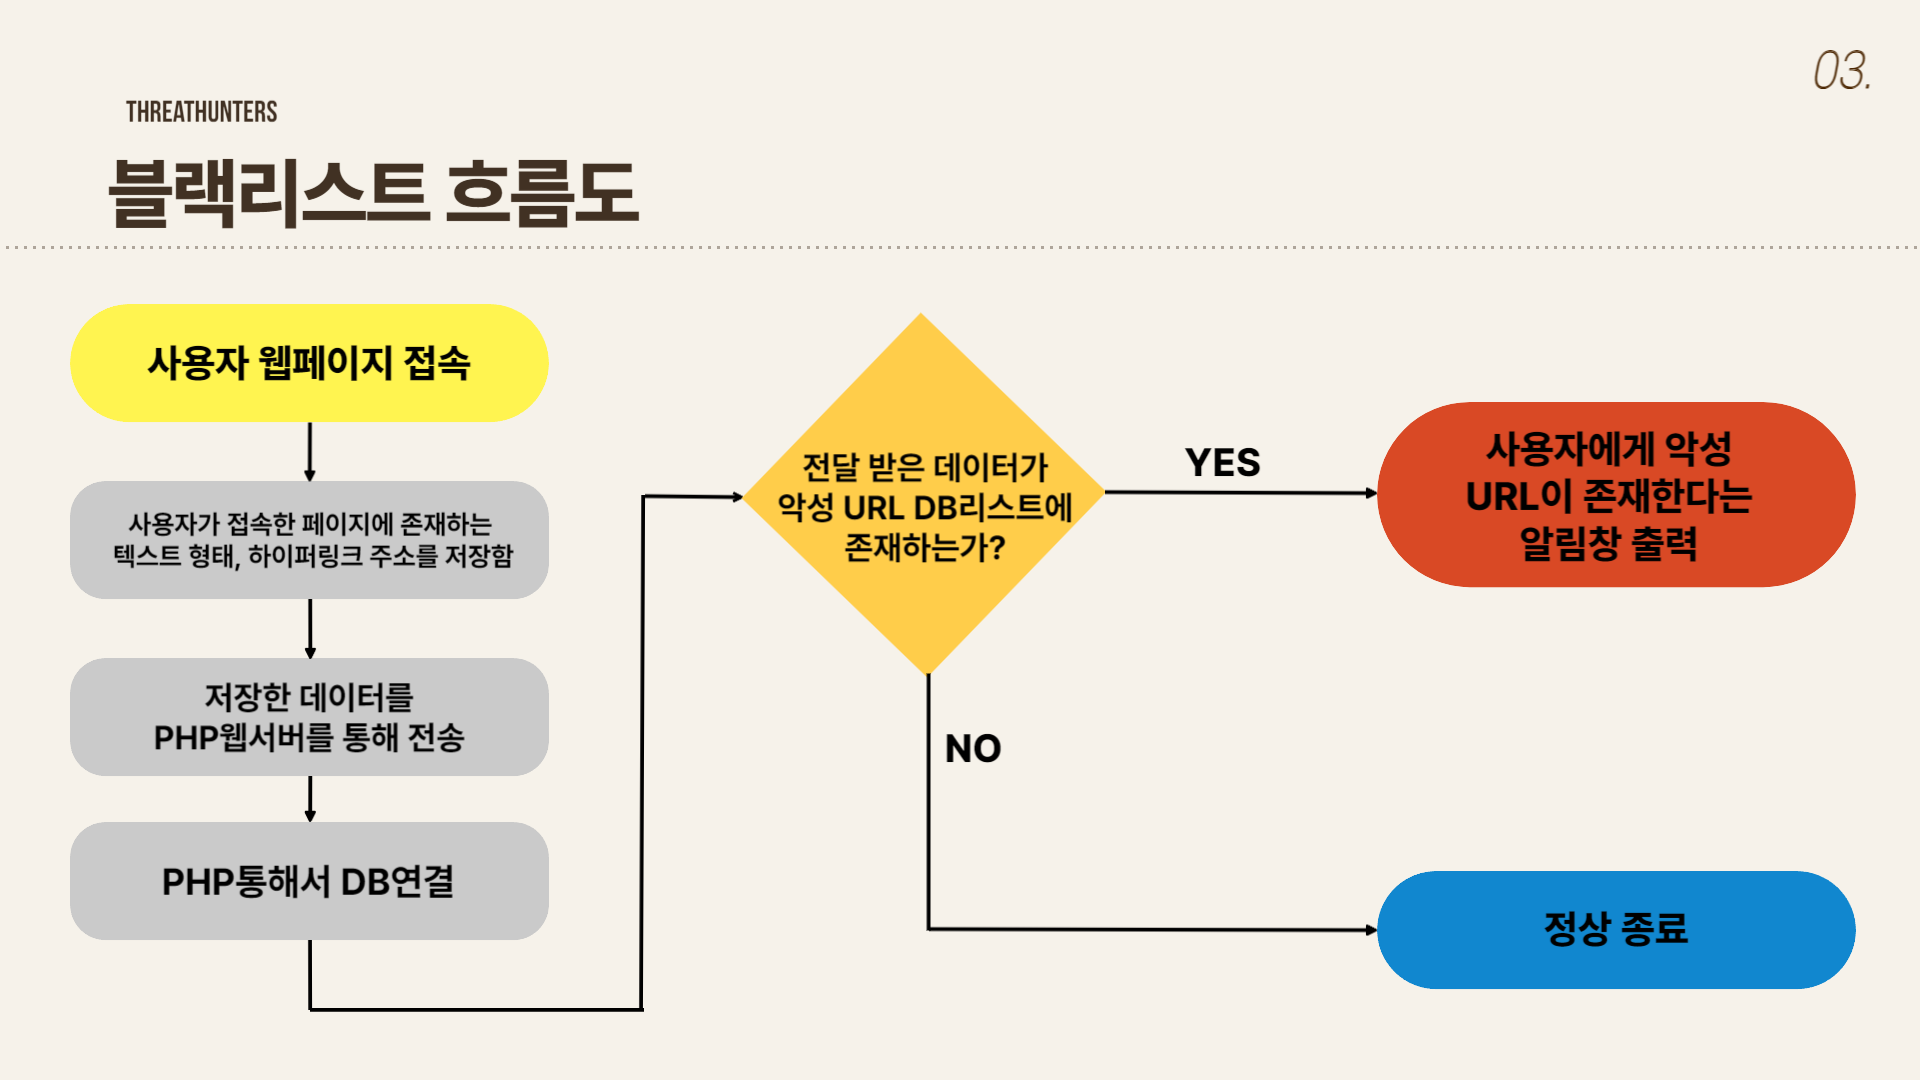 03.
THREATHUNTERS
블랙리스트 흐름도
사용자 웹페이지 접속
사용자가 접속한 페이지에 존재하는
텍스트 형태, 하이퍼링크 주소를 저장함
저장한 데이터를
PHP웹서버를 통해 전송
PHP통해서 DB연결
전달 받은 데이터가
악성 URL DB리스트에
존재하는가?
YES
사용자에게 악성
URL이 존재한다는
알림창 출력
NO
정상 종료